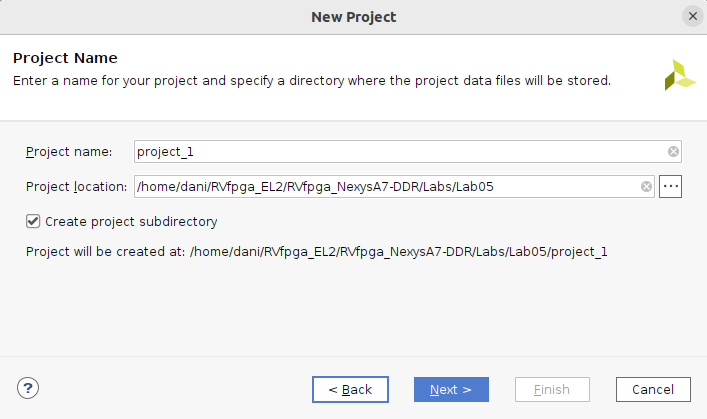 New Project
Project Name
Enter a name for your project and specify a directory where the project data files will be stored.
Project name: project_1
Project location: /home/dani/RVfpga_EL2/RVfpga_NexysA7-DDR/Labs/Lab05
Create project subdirectory
Project will be created at: /home/dani/RVfpga_EL2/RVfpga_NexysA7-DDR/Labs/Lab05/project_1
? < Back Next > Finish Cancel